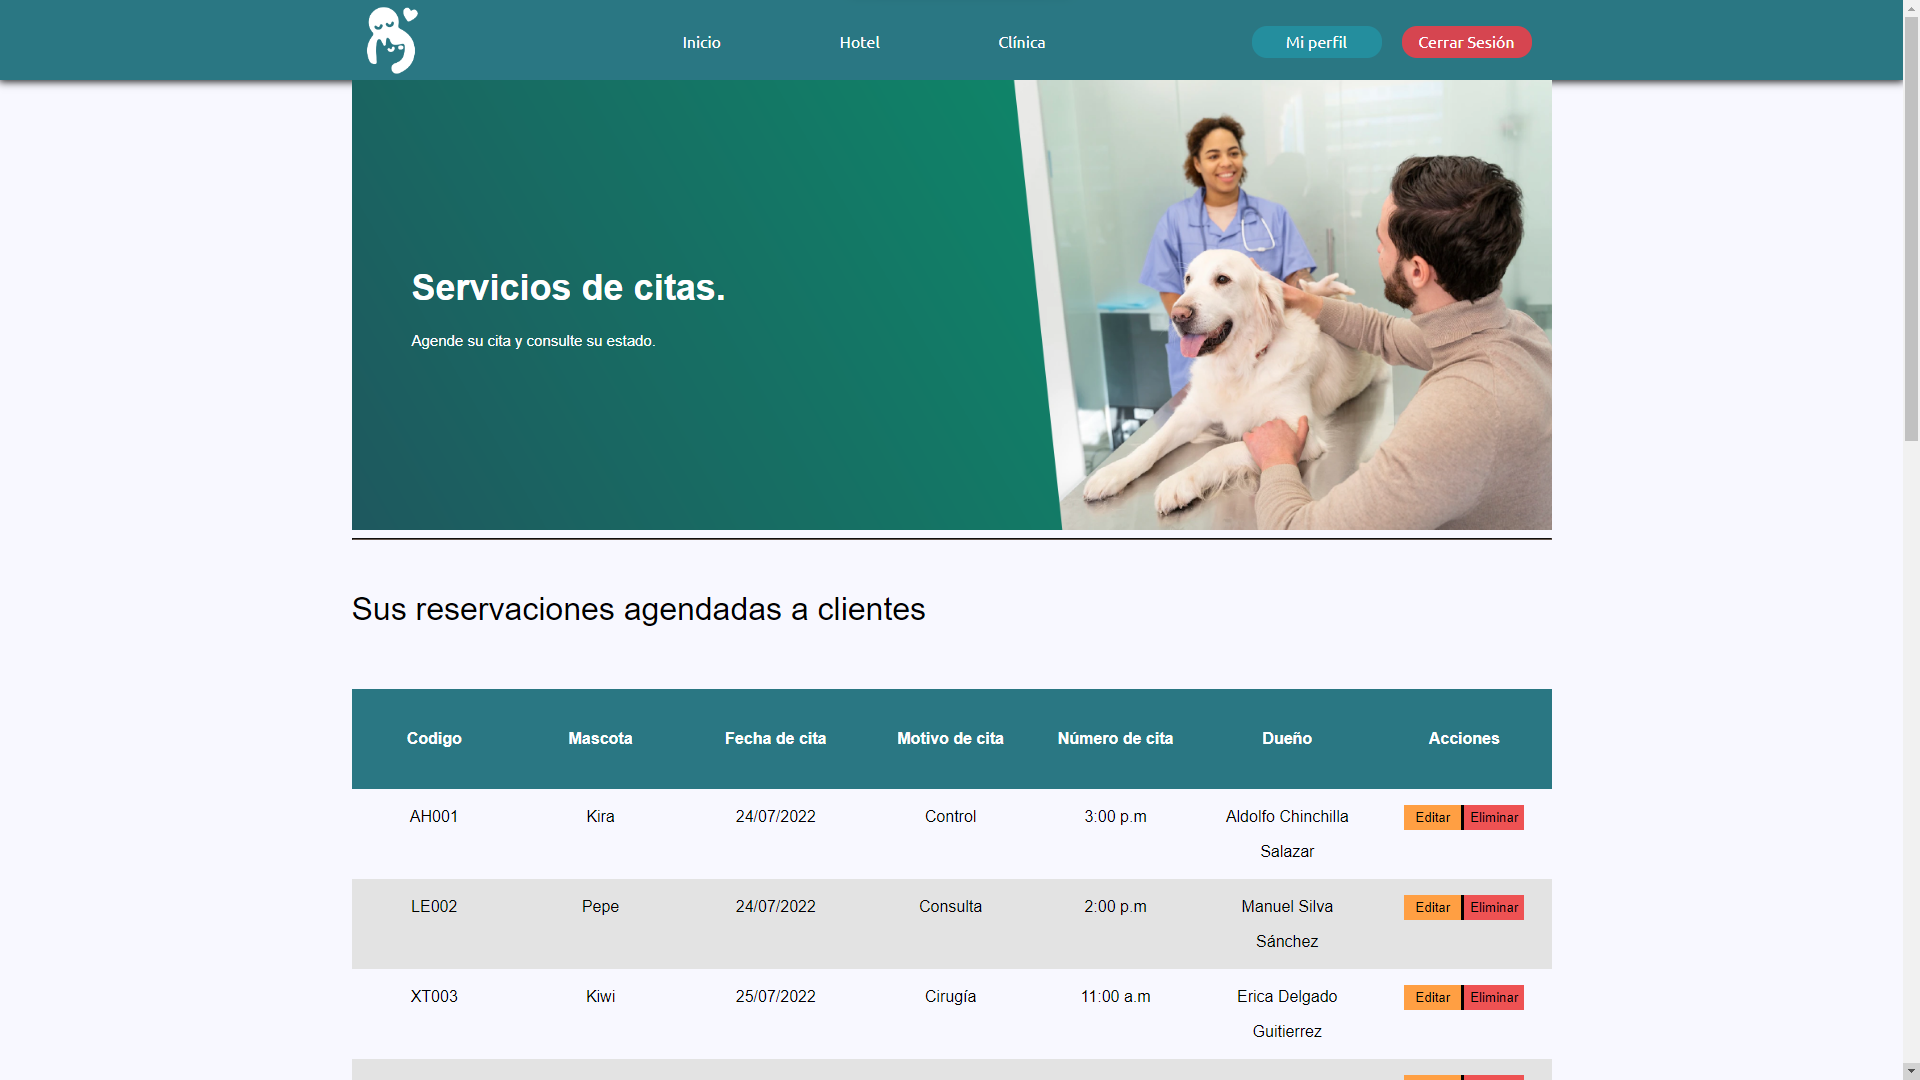 Inicio Hotel Clínica Mi perfil Cerrar Sesión
Servicios de citas.
Agende su cita y consulte su estado.
Sus reservaciones agendadas a clientes
Codigo Mascota Fecha de cita Motivo de cita Número de cita Dueño Acciones
AH001 Kira 24/07/2022 Control 3:00 p.m Aldolfo Chinchilla Editar Eliminar
Salazar
LE002 Pepe 24/07/2022 Consulta 2:00 p.m Manuel Silva Editar Eliminar
Sánchez
XT003 Kiwi 25/07/2022 Cirugía 11:00 a.m Erica Delgado Editar Eliminar
Guitierrez